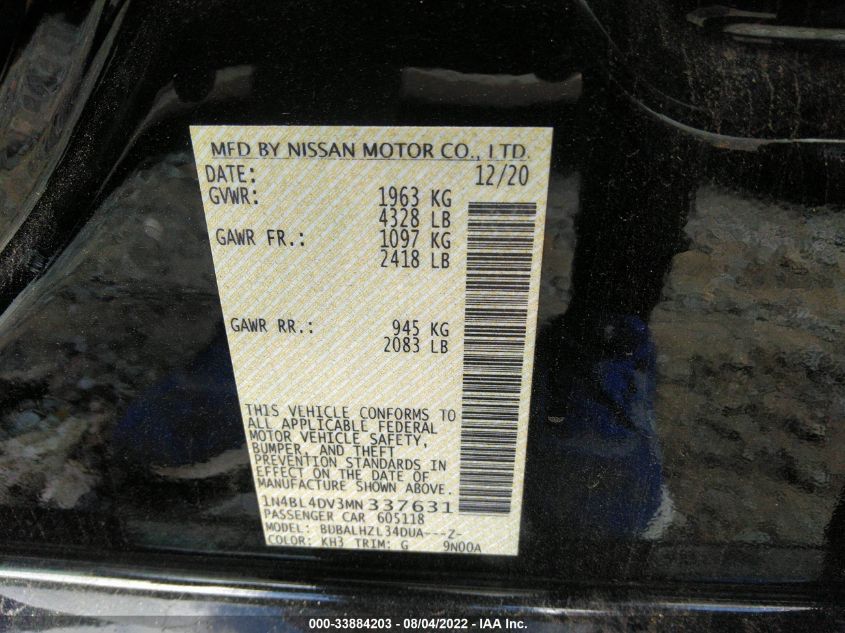 MFD BY NISSAN MOTOR CO., LTD.
DATE: 12/20
GVWR: 1963 KG
4328 LB
GAWR FR.: 1097 KG
2418 LB
GAWR RR.: 945 KG
2083 LB
THIS VEHICLE CONFORMS TO
ALL APPLICABLE FEDERAL
MOTOR VEHICLE SAFETY,
BUMPER, AND THEFT
PREVENTION STANDARDS IN
EFFECT ON THE DATE OF
MANUFACTURE SHOWN ABOVE.
1N4BL4DV3MN337631
PASSENGER CAR 605118
MODEL: BDBALHZL34DUA---Z-
COLOR: KH3 TRIM: G 9N00A
000-33884203 - 08/04/2022 - IAA Inc.